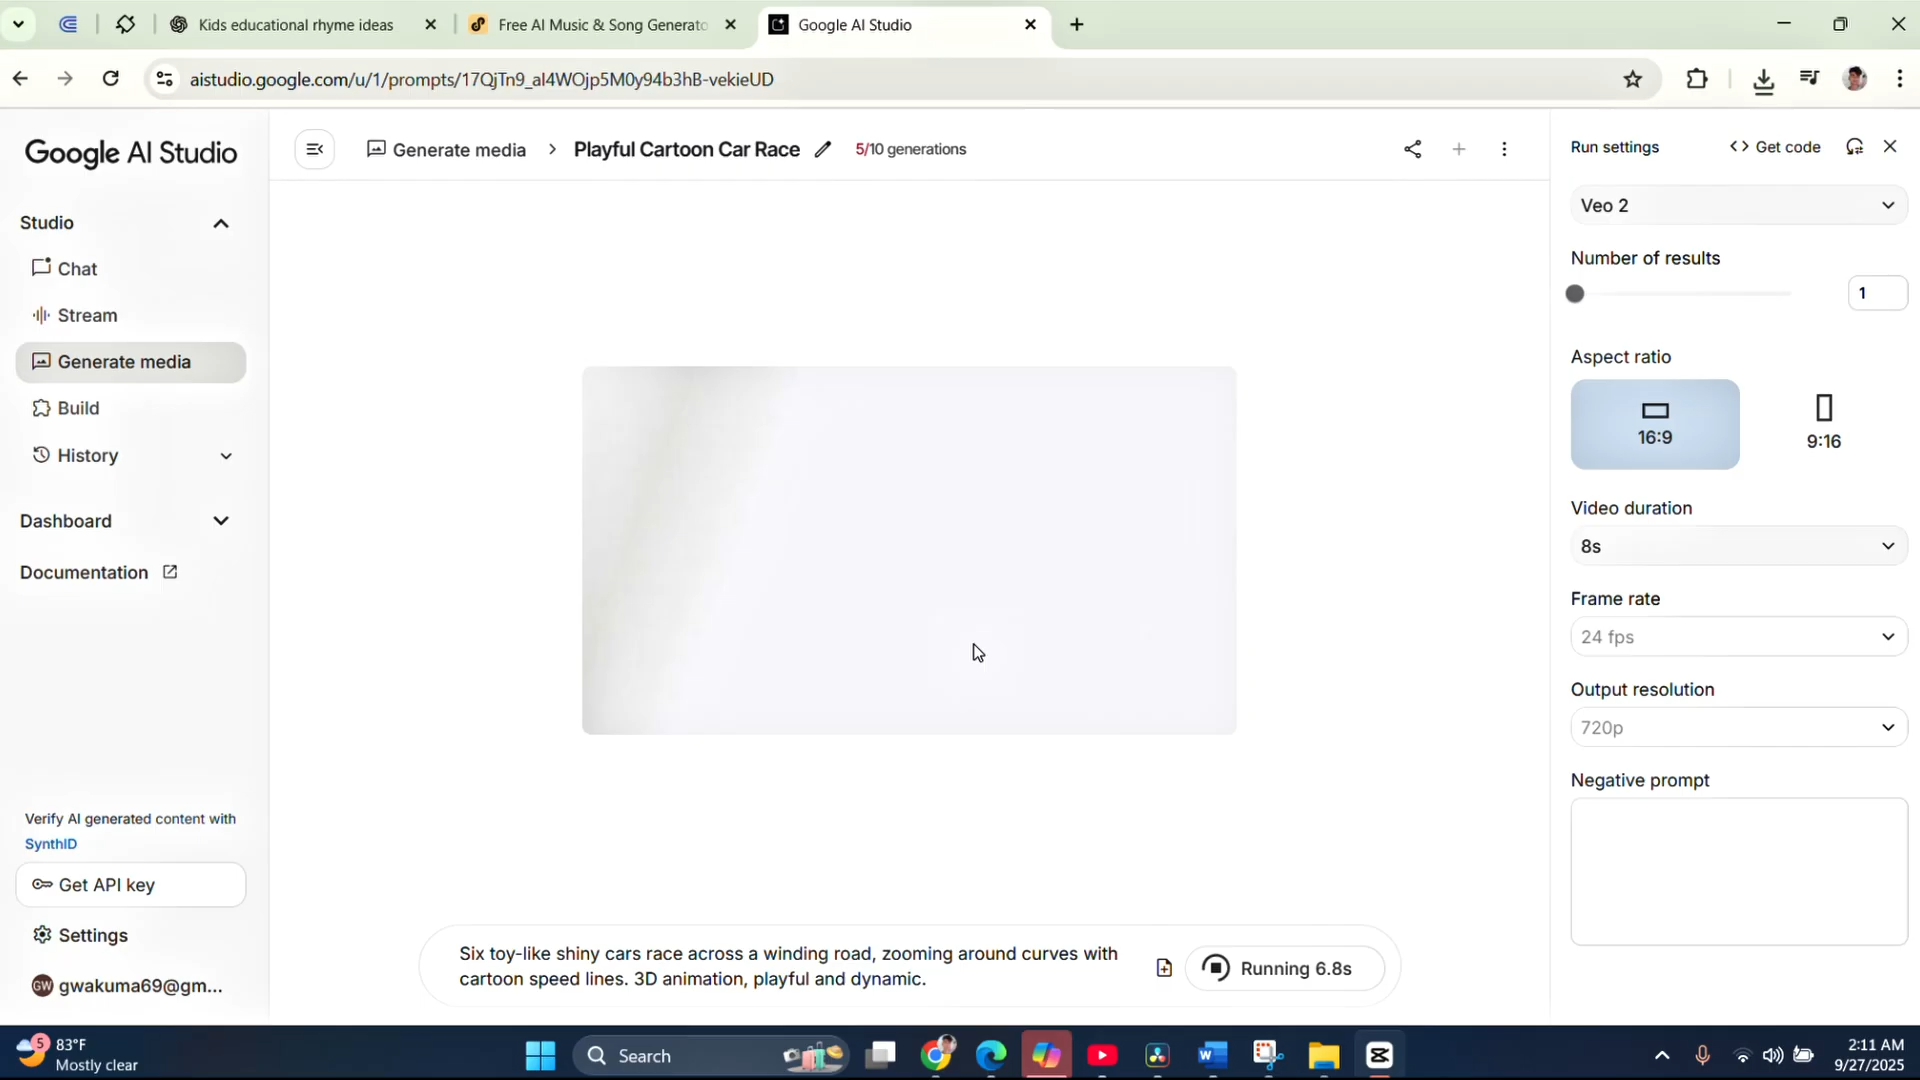 Kids educational rhyme ideas
Free AI Music & Song Generato
Google AI Studio
aistudio.google.com/u/1/prompts/17QjTn9_aI4WOjp5M0y94b3hB-vekieUD
Google AI Studio
Generate media
Playful Cartoon Car Race
5/10 generations
Run settings
Get code
Studio
Chat
Stream
Generate media
Build
History
Dashboard
Documentation
Veo 2
Number of results
1
Aspect ratio
16:9
9:16
Video duration
8s
Frame rate
24 fps
Output resolution
720p
Negative prompt
Verify AI generated content with
SynthID
Get API key
Settings
GW
gwakuma69@gm...
Six toy-like shiny cars race across a winding road, zooming around curves with
cartoon speed lines. 3D animation, playful and dynamic.
Running 6.8s
5
83°F
Mostly clear
Search
2:11 AM
9/27/2025